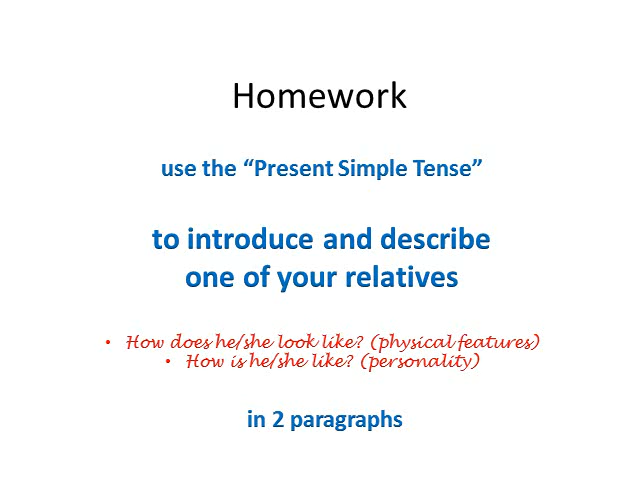 Homework
use the “Present Simple Tense”
to introduce and describe
one of your relatives
• How does he/she look like? (physical features)
• How is he/she like? (personality)
in 2 paragraphs